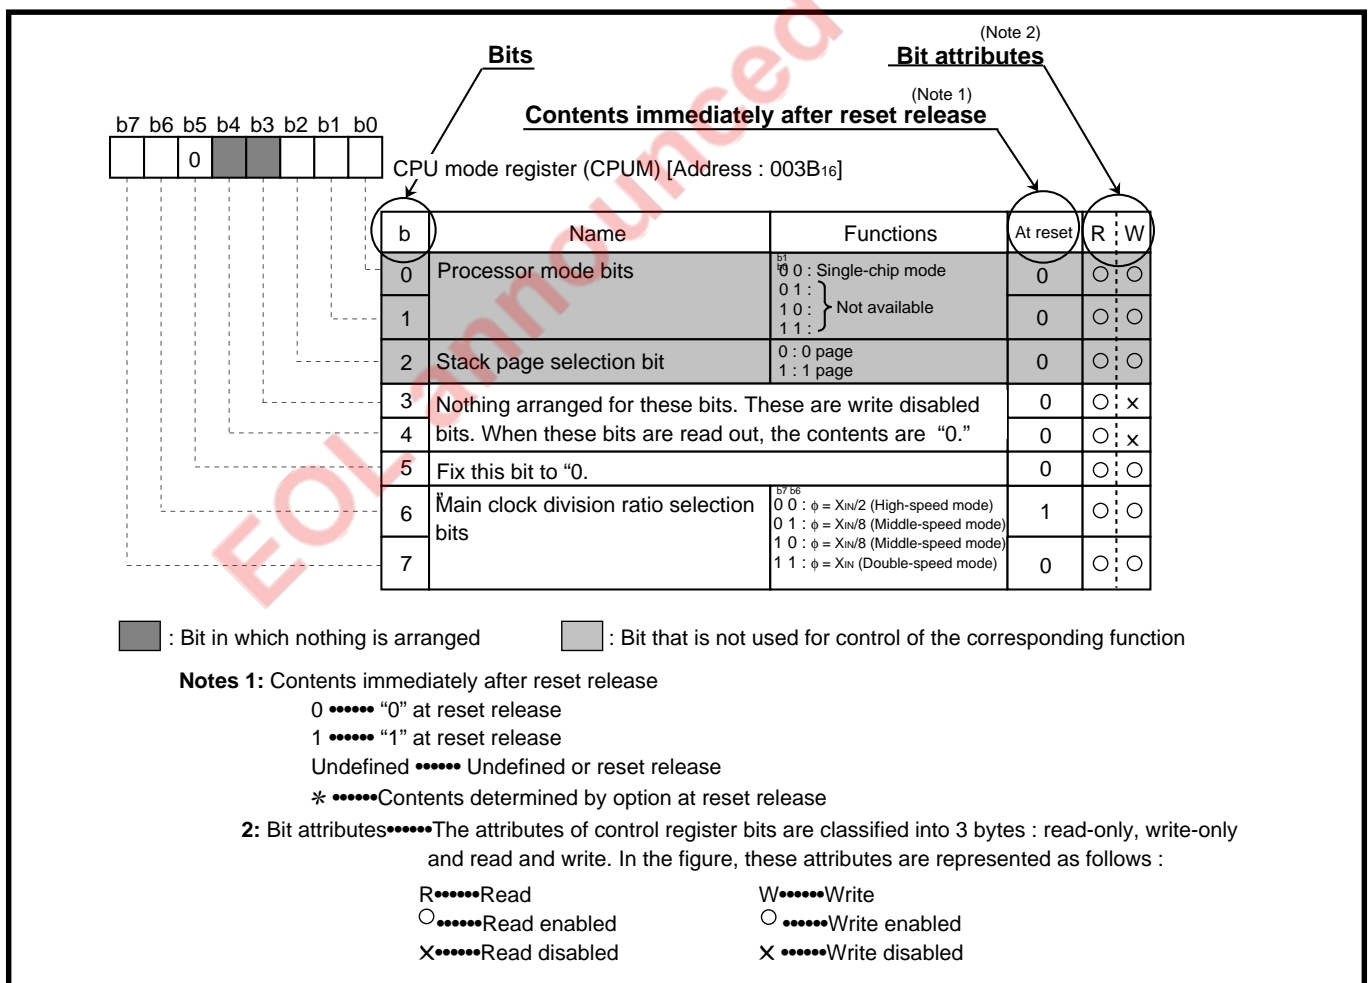 (Note 2)
Bits
Bit attributes
(Note 1)
Contents immediately after reset release
b7 b6 b5 b4 b3 b2 b1 b0
0
CPU mode register (CPUM) [Address : 003B16]
b Name Functions At reset R W
0 Processor mode bits b1 b0 0 0 : Single-chip mode 0 ○ ○
0 1 :
1 0 : Not available
1 1 :
1 0 ○ ○
2 Stack page selection bit 0 : 0 page 0 ○ ○
1 : 1 page
3 Nothing arranged for these bits. These are write disabled 0 ○ ×
4 bits. When these bits are read out, the contents are “0.” 0 ○ ×
5 Fix this bit to “0. 0 ○ ○
”
6 Main clock division ratio selection bits b7 b6 1 ○ ○
0 0 : φ = XIN/2 (High-speed mode)
0 1 : φ = XIN/8 (Middle-speed mode)
1 0 : φ = XIN/8 (Middle-speed mode)
1 1 : φ = XIN (Double-speed mode)
7 0 ○ ○
: Bit in which nothing is arranged : Bit that is not used for control of the corresponding function
Notes 1: Contents immediately after reset release
0 •••••• “0” at reset release
1 •••••• “1” at reset release
Undefined •••••• Undefined or reset release
* ••••••Contents determined by option at reset release
2: Bit attributes••••••The attributes of control register bits are classified into 3 bytes : read-only, write-only
and read and write. In the figure, these attributes are represented as follows :
R••••••Read W••••••Write
○••••••Read enabled ○ ••••••Write enabled
×••••••Read disabled × ••••••Write disabled
EOL announced